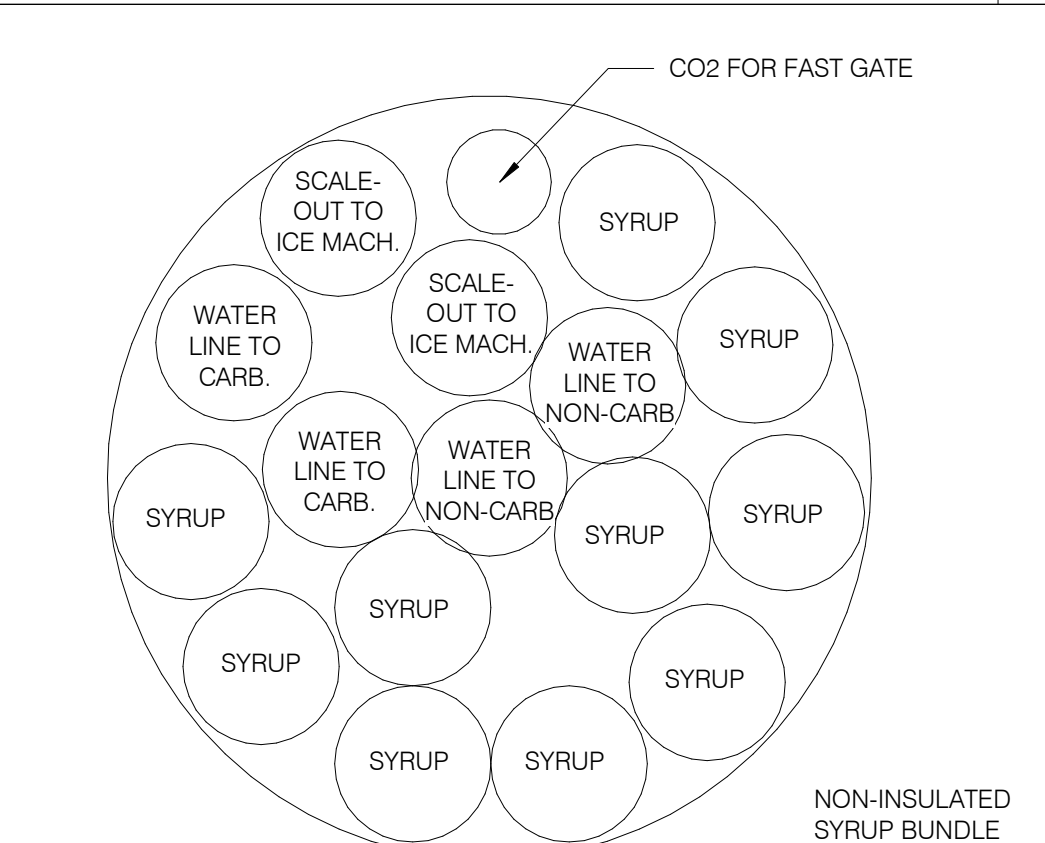 CO2 FOR FAST GATE
SCALE-
OUT TO
ICE MACH.
SYRUP
SCALE-
OUT TO
ICE MACH.
WATER
LINE TO
CARB.
SYRUP
WATER
LINE TO
NON-CARB
WATER
LINE TO
CARB.
WATER
LINE TO
NON-CARB
SYRUP
SYRUP
SYRUP
SYRUP
SYRUP
SYRUP
SYRUP
SYRUP
NON-INSULATED
SYRUP BUNDLE